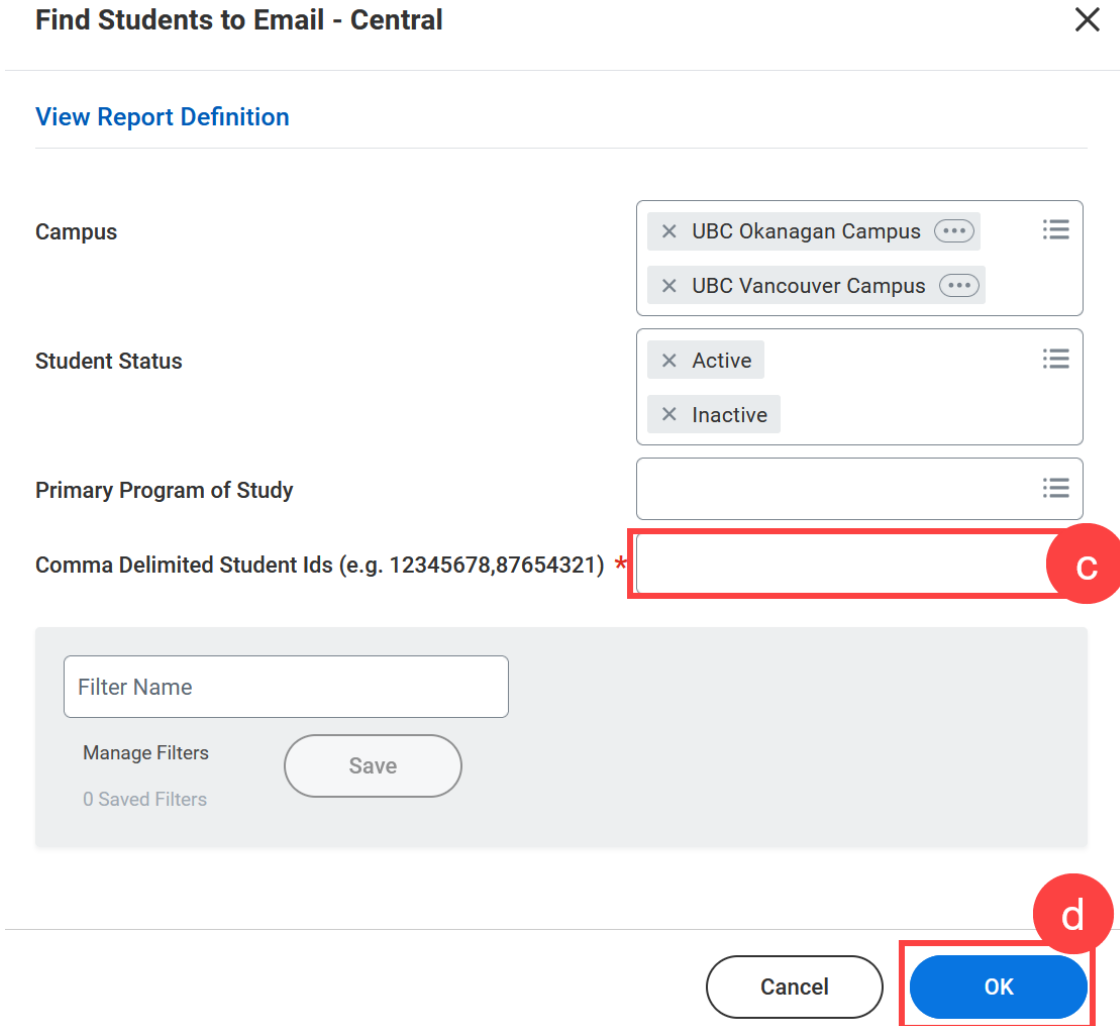 Find Students to Email - Central
View Report Definition
Campus
UBC Okanagan Campus
UBC Vancouver Campus
Student Status
Active
Inactive
Primary Program of Study
Comma Delimited Student Ids (e.g. 12345678,87654321) *
c
Filter Name
Manage Filters
Save
0 Saved Filters
d
Cancel
OK